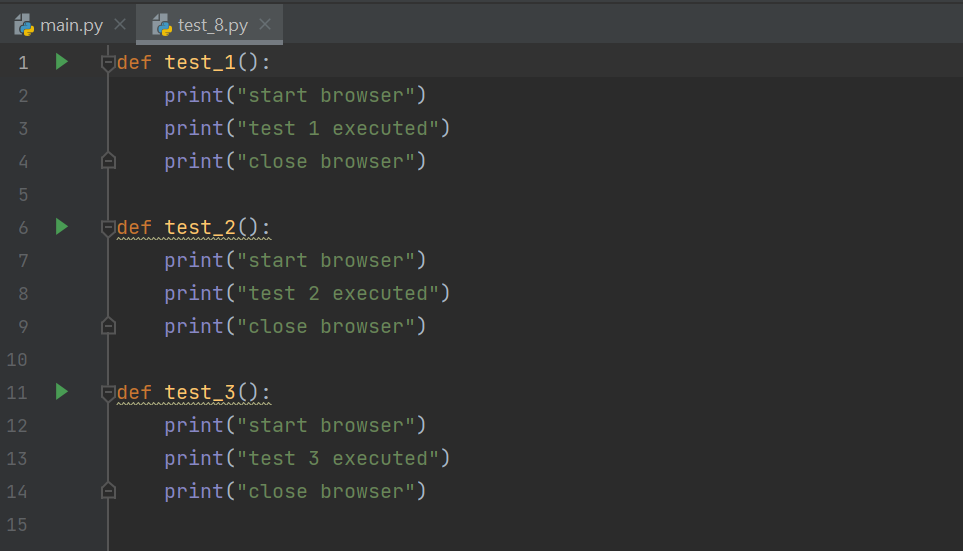 main.py test_8.py
1 def test_1():
2 print("start browser")
3 print("test 1 executed")
4 print("close browser")
5
6 def test_2():
7 print("start browser")
8 print("test 2 executed")
9 print("close browser")
10
11 def test_3():
12 print("start browser")
13 print("test 3 executed")
14 print("close browser")
15